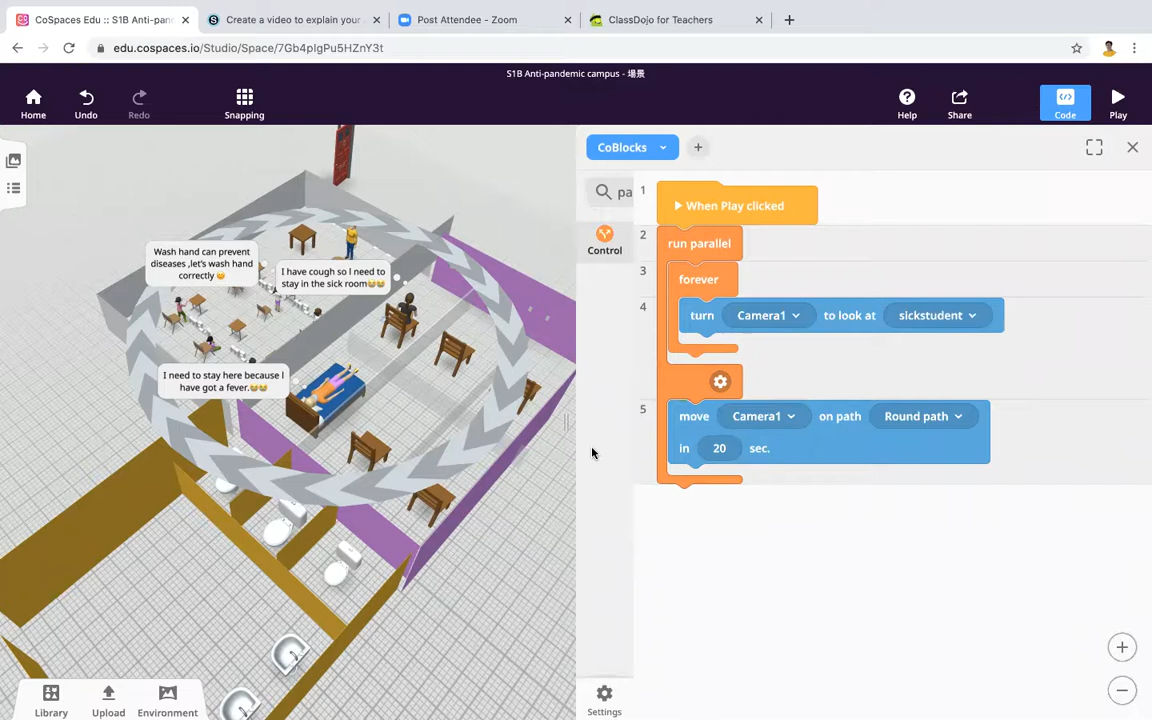 CoSpaces Edu :: S1B Anti-pan
Create a video to explain your
Post Attendee - Zoom
ClassDojo for Teachers
edu.cospaces.io/Studio/Space/7Gb4plgPu5HZnY3t
S1B Anti-pandemic campus - 場景
Home
Undo
Redo
Snapping
Help
Share
Code
Play
Wash hand can prevent
diseases ,let's wash hand
correctly
I have cough so I need to
stay in the sick room
I need to stay here because I
have got a fever.
CoBlocks
pa
Control
1
When Play clicked
2
run parallel
3
forever
4
turn Camera1 to look at sickstudent
5
move Camera1 on path Round path
in 20 sec.
Library
Upload
Environment
Settings